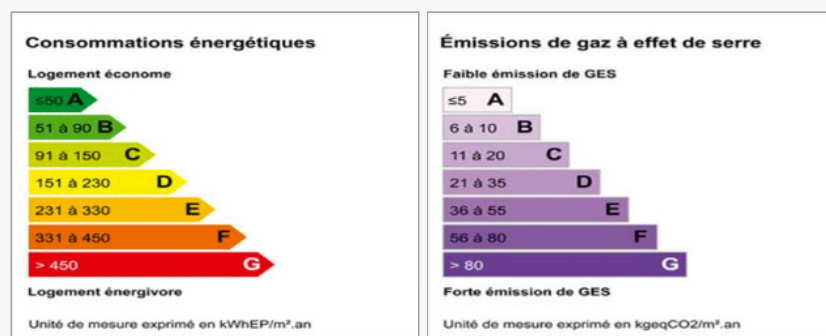 Consommations énergétiques
Logement économe
≤50 A
51 à 90 B
91 à 150 C
151 à 230 D
231 à 330 E
331 à 450 F
> 450 G
Logement énergivore
Unité de mesure exprimé en kWhEP/m².an
Émissions de gaz à effet de serre
Faible émission de GES
≤5 A
6 à 10 B
11 à 20 C
21 à 35 D
36 à 55 E
56 à 80 F
> 80 G
Forte émission de GES
Unité de mesure exprimé en kgeqCO2/m².an